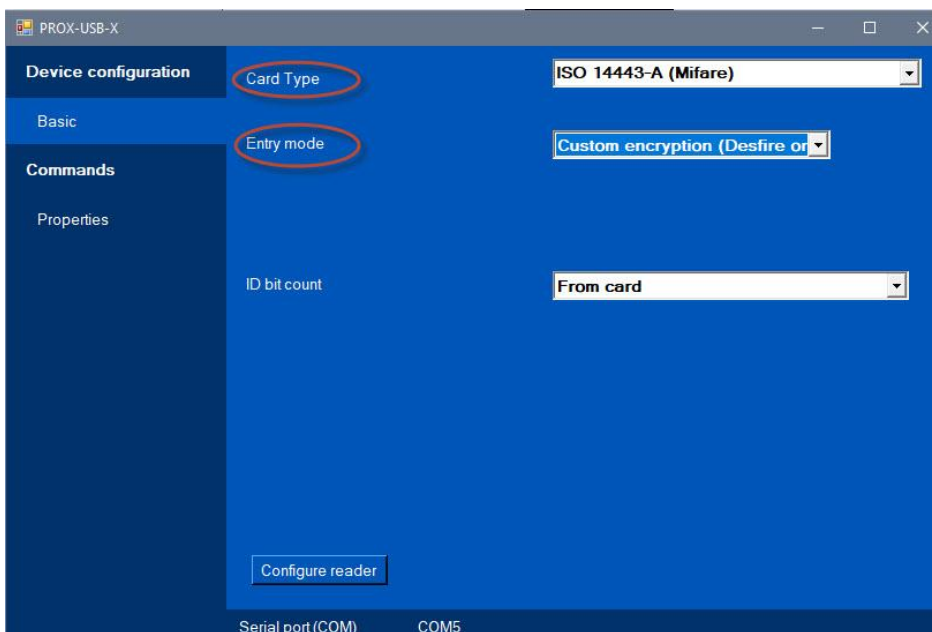 PROX-USB-X
Device configuration
Card Type
ISO 14443-A (Mifare)
Basic
Entry mode
Custom encryption (Desfire or
Commands
Properties
ID bit count
From card
Configure reader
Serial port (COM)
COM5